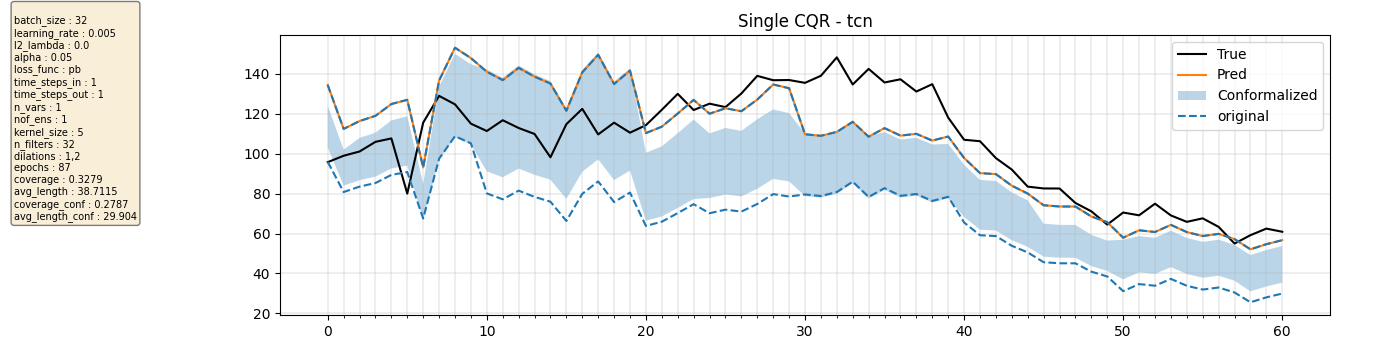 batch_size : 32
learning_rate : 0.005
l2_lambda : 0.0
alpha : 0.05
loss_func : pb
time_steps_in : 1
time_steps_out : 1
n_vars : 1
nof_ens : 1
kernel_size : 5
n_filters : 32
dilations : 1,2
epochs : 87
coverage : 0.3279
avg_length : 38.7115
coverage_conf : 0.2787
avg_length_conf : 29.904
Single CQR - tcn
True
Pred
Conformalized
original
140
120
100
80
60
40
20
0 10 20 30 40 50 60